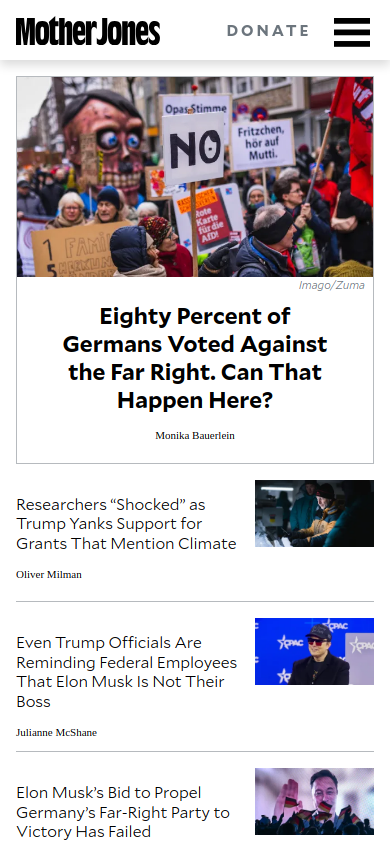 Mother Jones
DONATE
Opas Stimme
NO
Fritzchen,
hör auf
Mutti.
Rote
Karte
für die
AfD!
1 FAMI
Imago/Zuma
Eighty Percent of
Germans Voted Against
the Far Right. Can That
Happen Here?
Monika Bauerlein
Researchers “Shocked” as
Trump Yanks Support for
Grants That Mention Climate
Oliver Milman
CPAC
CPAC
Even Trump Officials Are
Reminding Federal Employees
That Elon Musk Is Not Their
Boss
Julianne McShane
Elon Musk’s Bid to Propel
Germany’s Far-Right Party to
Victory Has Failed